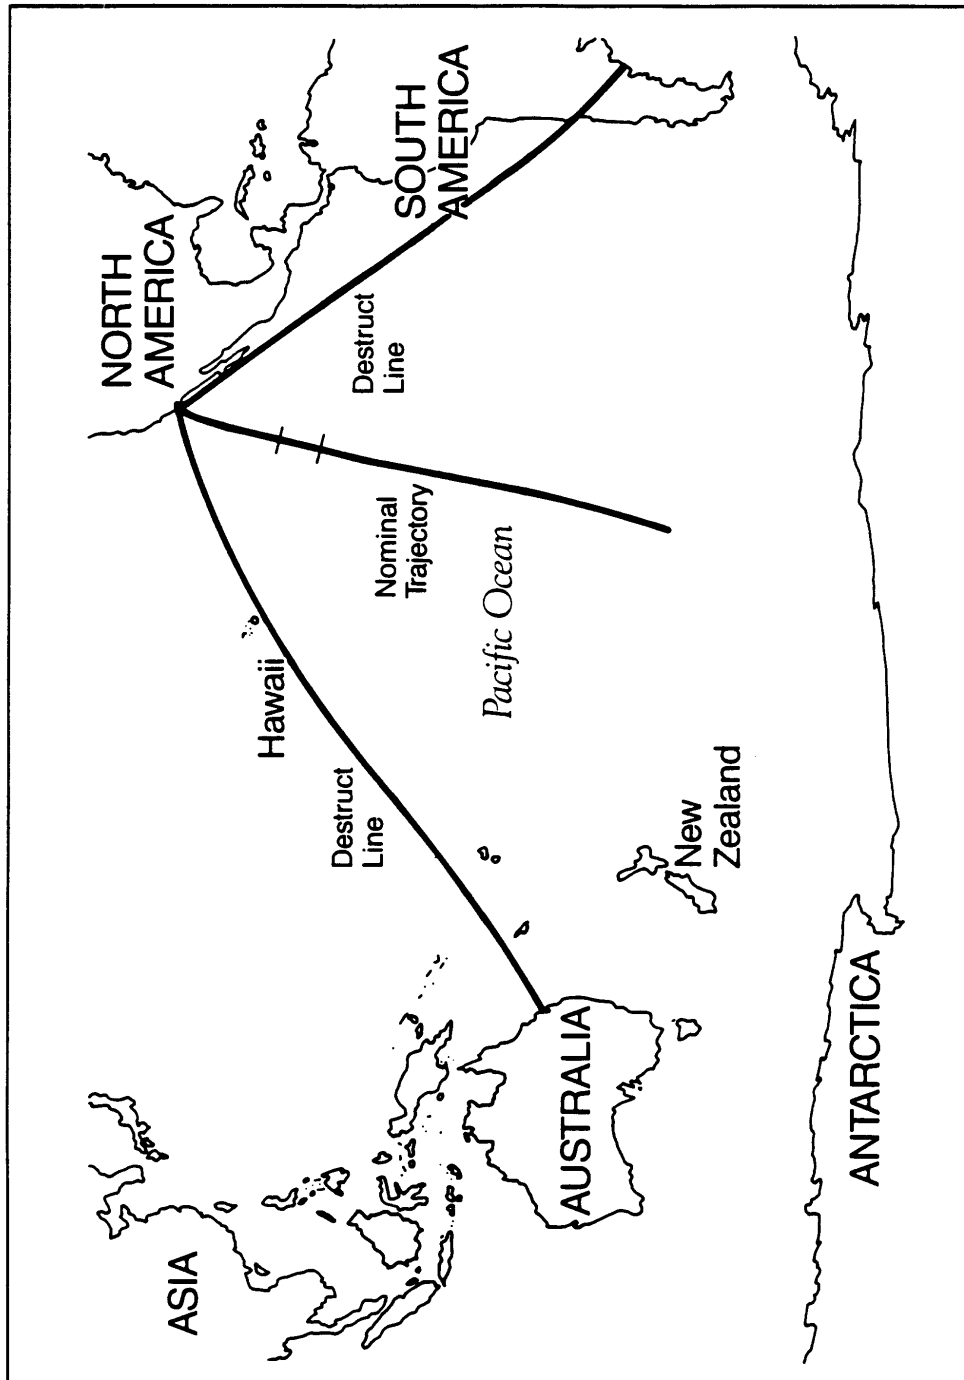 NORTH
AMERICA
SOUTH
AMERICA
Destruct
Line
Nominal
Trajectory
Pacific Ocean
Hawaii
Destruct
Line
New
Zealand
ASIA
AUSTRALIA
ANTARCTICA